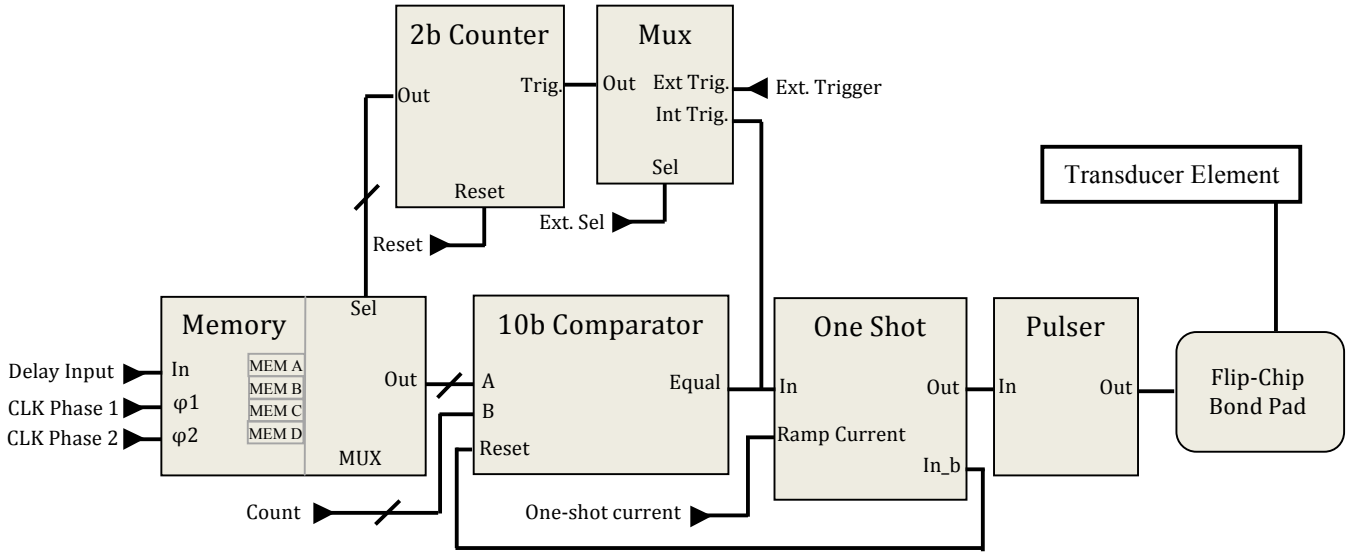 2b Counter
Out
Trig.
Reset
Mux
Out
Ext Trig.
Int Trig.
Sel
Ext. Trigger
Ext. Sel
Reset
Transducer Element
Memory
Sel
In
φ1
φ2
MEM A
MEM B
MEM C
MEM D
Out
MUX
Delay Input
CLK Phase 1
CLK Phase 2
10b Comparator
A
B
Reset
Equal
Count
One Shot
In
Out
Ramp Current
In_b
One-shot current
Pulser
In
Out
Flip-Chip
Bond Pad